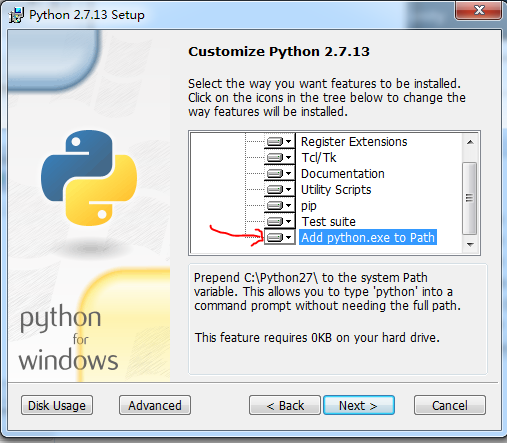 Python 2.7.13 Setup
Customize Python 2.7.13
Select the way you want features to be installed.
Click on the icons in the tree below to change the
way features will be installed.
Register Extensions
Tcl/Tk
Documentation
Utility Scripts
pip
Test suite
Add python.exe to Path
Prepend C:\Python27\ to the system Path
variable. This allows you to type 'python' into a
command prompt without needing the full path.
This feature requires 0KB on your hard drive.
python
for
windows
Disk Usage
Advanced
< Back
Next >
Cancel